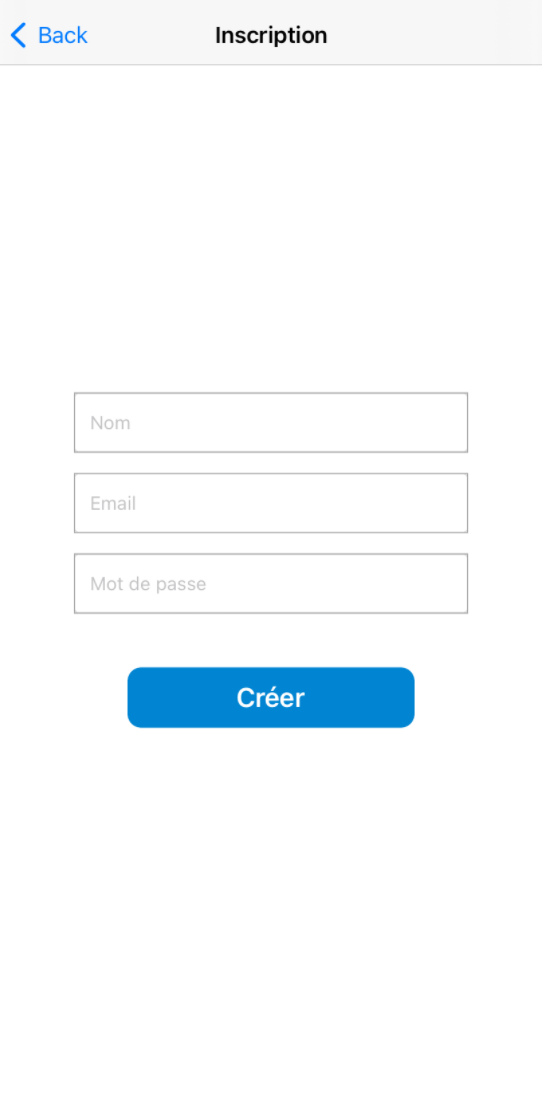 Back
Inscription
Nom
Email
Mot de passe
Créer